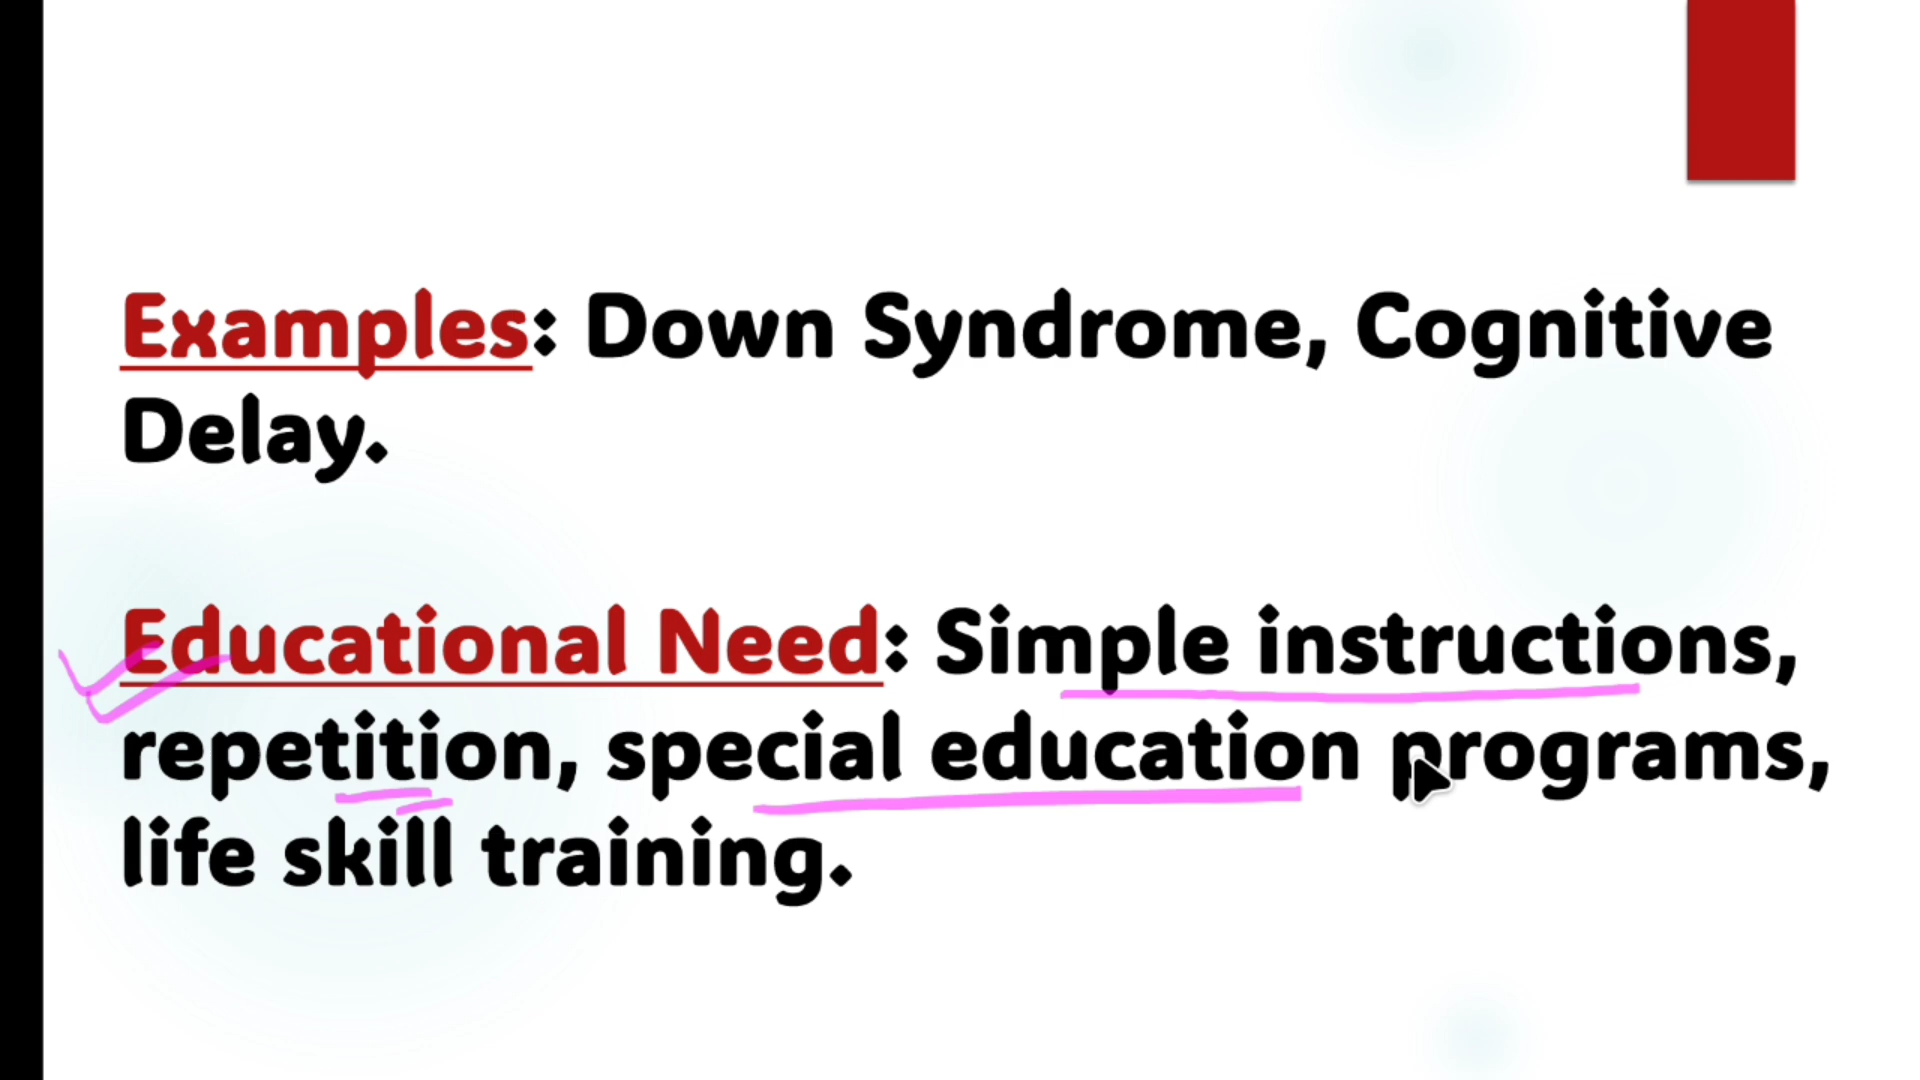 Examples: Down Syndrome, Cognitive
Delay.
Educational Need: Simple instructions,
repetition, special education programs,
life skill training.